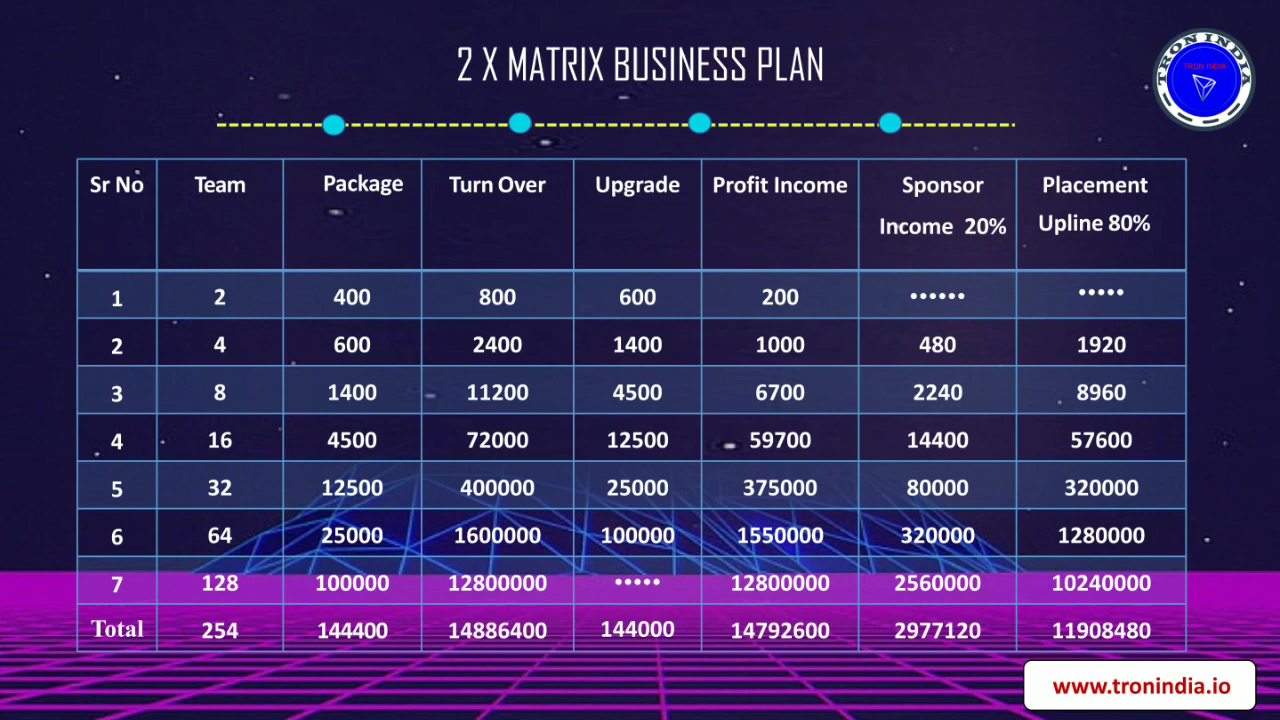 2 X MATRIX BUSINESS PLAN
TRON INDIA
TRON INDIA
Sr No Team Package Turn Over Upgrade Profit Income Sponsor Income 20% Placement Upline 80%
1 2 400 800 600 200 •••••• •••••
2 4 600 2400 1400 1000 480 1920
3 8 1400 11200 4500 6700 2240 8960
4 16 4500 72000 12500 59700 14400 57600
5 32 12500 400000 25000 375000 80000 320000
6 64 25000 1600000 100000 1550000 320000 1280000
7 128 100000 12800000 ••••• 12800000 2560000 10240000
Total 254 144400 14886400 144000 14792600 2977120 11908480
www.tronindia.io